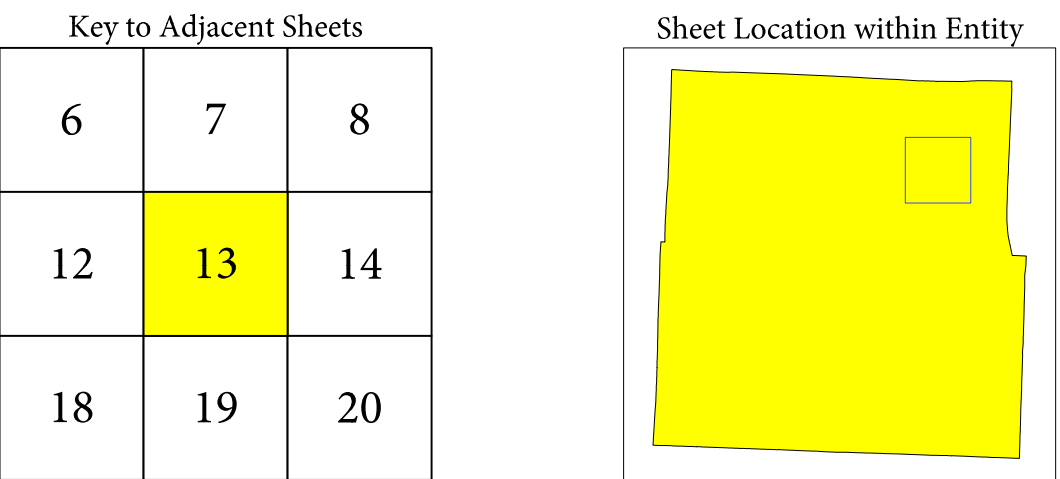 Key to Adjacent Sheets
Sheet Location within Entity
6 7 8
12 13 14
18 19 20